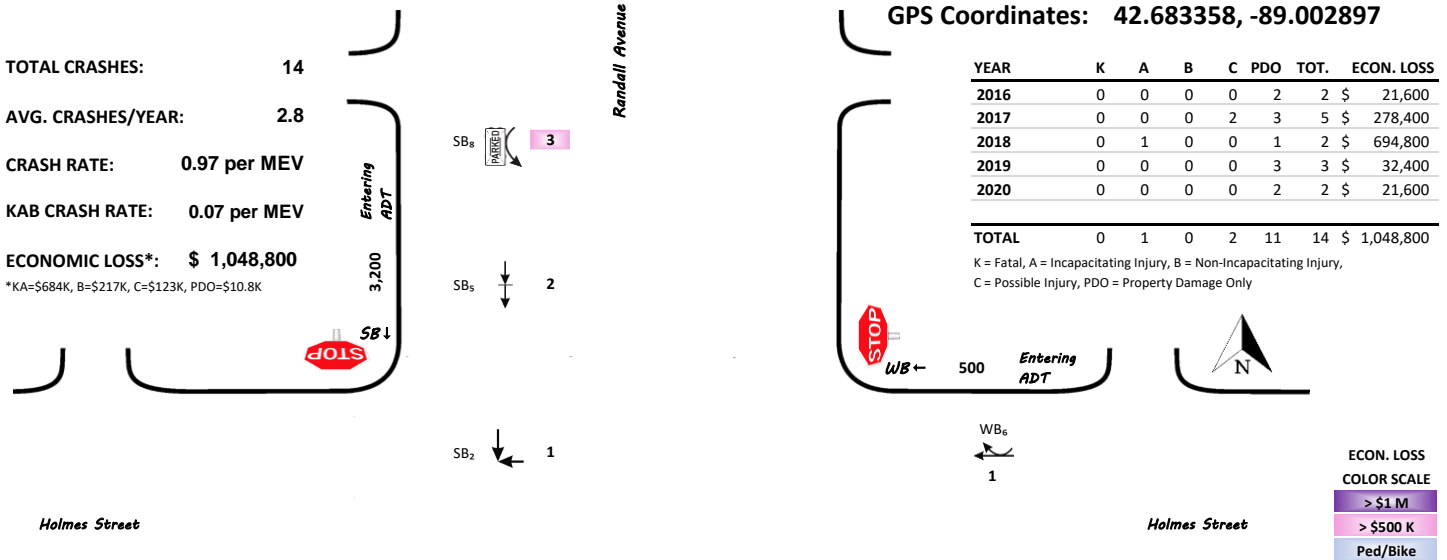 GPS Coordinates: 42.683358, -89.002897
TOTAL CRASHES: 14
AVG. CRASHES/YEAR: 2.8
CRASH RATE: 0.97 per MEV
KAB CRASH RATE: 0.07 per MEV
ECONOMIC LOSS*: $ 1,048,800
*KA=$684K, B=$217K, C=$123K, PDO=$10.8K
Entering
ADT
3,200
SB↓
STOP
Randall Avenue
SB₈ PARKED 3
SB₅ 2
SB₂ 1
YEAR K A B C PDO TOT. ECON. LOSS
2016 0 0 0 0 2 2 $ 21,600
2017 0 0 0 2 3 5 $ 278,400
2018 0 1 0 0 1 2 $ 694,800
2019 0 0 0 0 3 3 $ 32,400
2020 0 0 0 0 2 2 $ 21,600
TOTAL 0 1 0 2 11 14 $ 1,048,800
K = Fatal, A = Incapacitating Injury, B = Non-Incapacitating Injury,
C = Possible Injury, PDO = Property Damage Only
STOP
WB← 500 Entering
ADT
N
WB₆
1
Holmes Street
Holmes Street
ECON. LOSS
COLOR SCALE
> $1 M
> $500 K
Ped/Bike